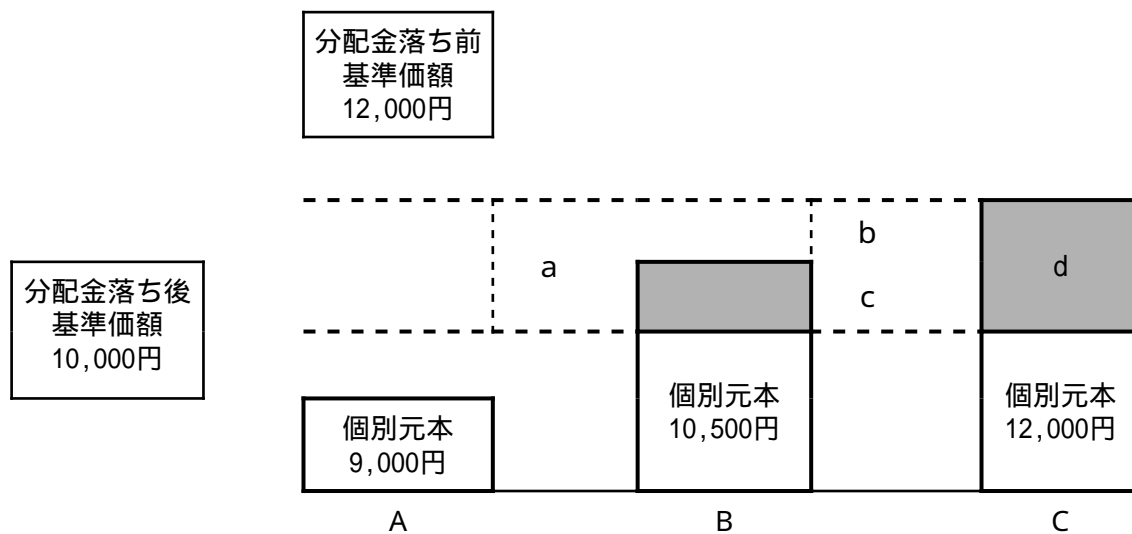 分配金落ち前
基準価額
12,000円
a
b
c
d
分配金落ち後
基準価額
10,000円
個別元本
9,000円
個別元本
10,500円
個別元本
12,000円
A
B
C